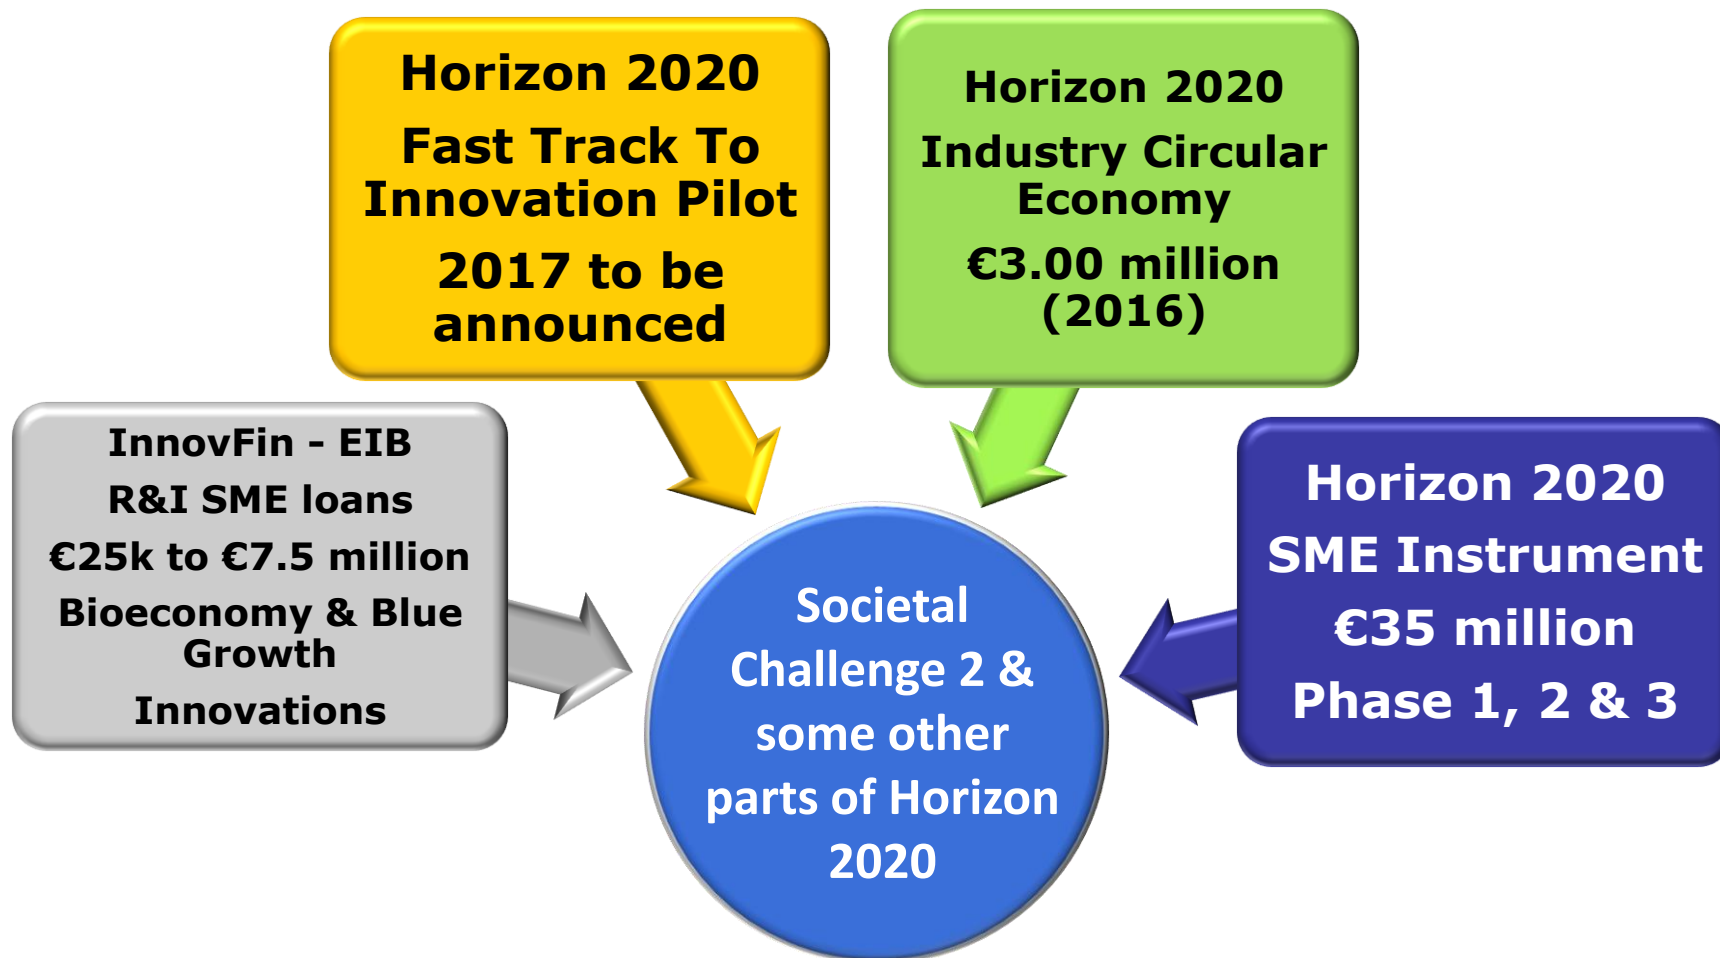 Horizon 2020
Fast Track To
Innovation Pilot
2017 to be
announced
Horizon 2020
Industry Circular
Economy
€3.00 million
(2016)
InnovFin - EIB
R&I SME loans
€25k to €7.5 million
Bioeconomy & Blue
Growth
Innovations
Horizon 2020
SME Instrument
€35 million
Phase 1, 2 & 3
Societal
Challenge 2 &
some other
parts of Horizon
2020